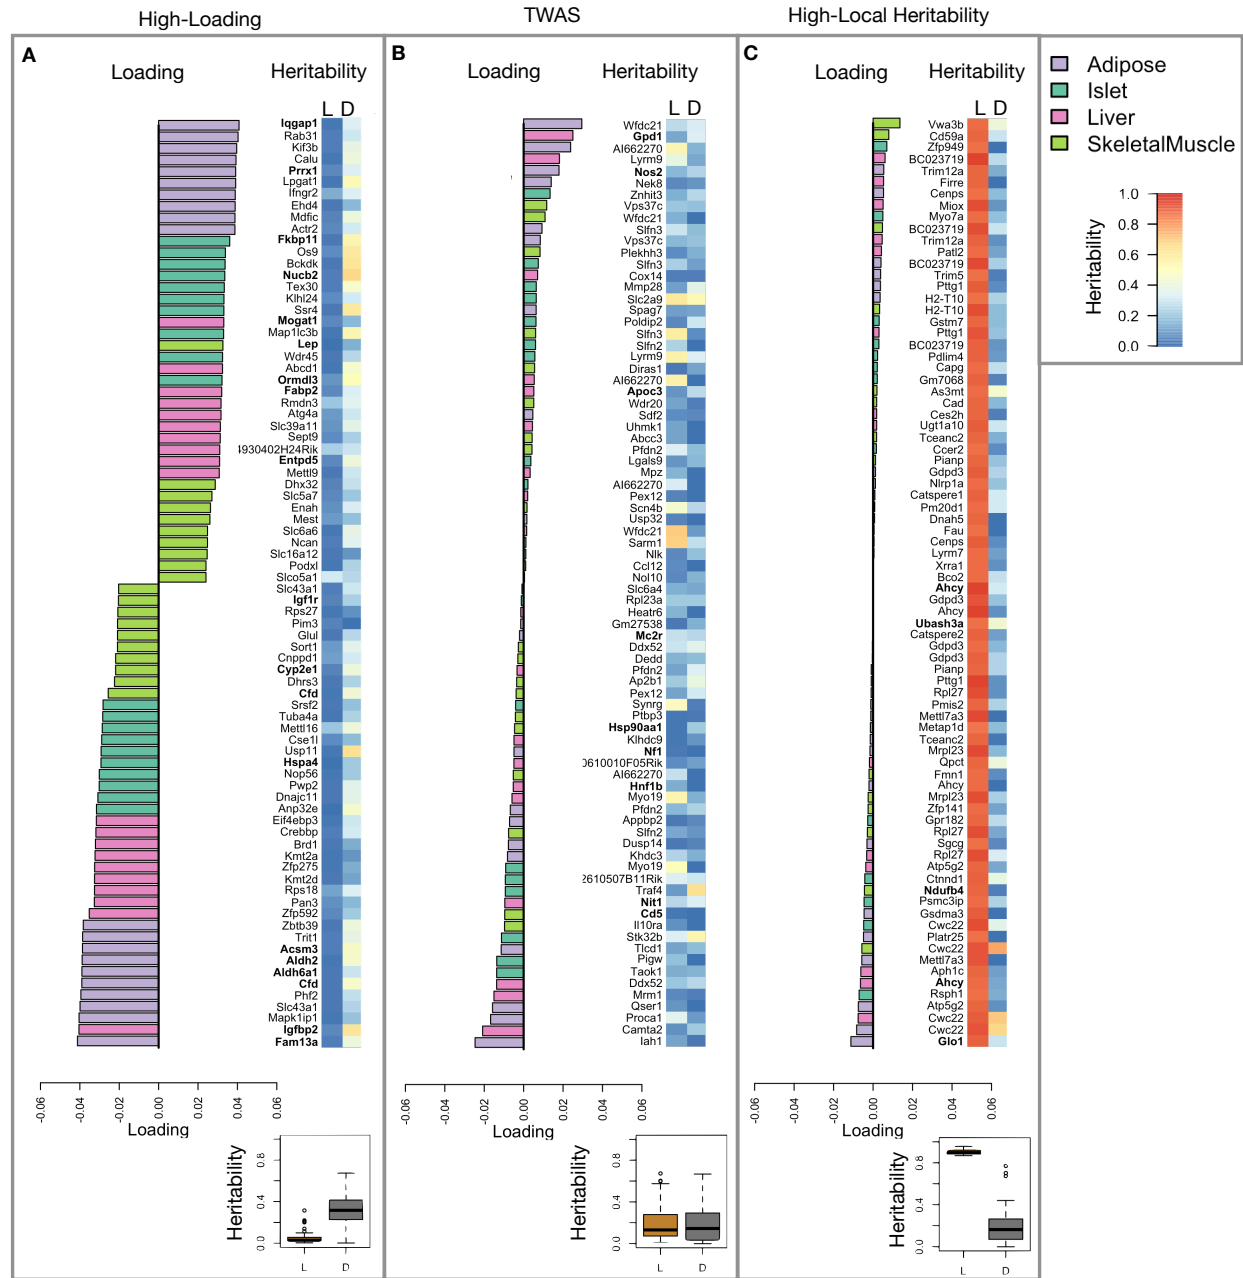 High-Loading
TWAS
High-Local Heritability
A
Loading
Heritability
L D
Iqgap1
Rab31
Kif3b
Calu
Prrx1
Lpgat1
Ifngr2
Ehd4
Mdfic
Actr2
Fkbp11
Os9
Bckdk
Nucb2
Tex30
Klhl24
Ssr4
Mogat1
Map1lc3b
Lep
Wdr45
Abcd1
Ormdl3
Fabp2
Rmdn3
Atg4a
Slc39a11
Sept9
4930402H24Rik
Entpd5
Mettl9
Dhx32
Slc5a7
Enah
Mest
Slc6a6
Ncan
Slc16a12
Podxl
Slco5a1
Slc43a1
Igf1r
Rps27
Pim3
Glul
Sort1
Cnppd1
Cyp2e1
Dhrs3
Cfd
Srsf2
Tuba4a
Mettl16
Cse1l
Usp11
Hspa4
Nop56
Pwp2
Dnajc11
Anp32e
Eif4ebp3
Crebbp
Brd1
Kmt2a
Zfp275
Kmt2d
Rps18
Pan3
Zfp592
Zbtb39
Trit1
Acsm3
Aldh2
Aldh6a1
Cfd
Phf2
Slc43a1
Mapk1ip1
Igfbp2
Fam13a
-0.06
-0.04
-0.02
0.00
0.02
0.04
0.06
Loading
Heritability
0.0
0.4
0.8
L
D
B
Loading
Heritability
L D
Wfdc21
Gpd1
AI662270
Lyrm9
Nos2
Nek8
Znhit3
Vps37c
Wfdc21
Slfn3
Vps37c
Plekhh3
Slfn3
Cox14
Mmp28
Slc2a9
Spag7
Poldip2
Slfn3
Slfn2
Lyrm9
Diras1
AI662270
Apoc3
Wdr20
Sdf2
Uhmk1
Abcc3
Pfdn2
Lgals9
Mpz
AI662270
Pex12
Scn4b
Usp32
Wfdc21
Sarm1
Nlk
Ccl12
Nol10
Slc6a4
Rpl23a
Heatr6
Gm27538
Mc2r
Ddx52
Dedd
Pfdn2
Ap2b1
Pex12
Synrg
Ptbp3
Hsp90aa1
Klhdc9
Nf1
0610010F05Rik
AI662270
Hnf1b
Myo19
Pfdn2
Appbp2
Slfn2
Dusp14
Khdc3
Myo19
2610507B11Rik
Traf4
Nit1
Cd5
Il10ra
Stk32b
Tlcd1
Pigw
Taok1
Ddx52
Mrm1
Qser1
Proca1
Camta2
Iah1
-0.06
-0.04
-0.02
0.00
0.02
0.04
0.06
Loading
Heritability
0.0
0.4
0.8
L
D
C
Loading
Heritability
L D
Vwa3b
Cd59a
Zfp949
BC023719
Trim12a
Firre
Cenps
Miox
Myo7a
BC023719
Trim12a
Patl2
BC023719
Trim5
Pttg1
H2-T10
H2-T10
Gstm7
Pttg1
BC023719
Pdlim4
Capg
Gm7068
As3mt
Cad
Ces2h
Ugt1a10
Tceanc2
Ccer2
Pianp
Gdpd3
Nlrp1a
Catspere1
Pm20d1
Dnah5
Fau
Cenps
Lyrm7
Xrra1
Bco2
Ahcy
Gdpd3
Ahcy
Ubash3a
Catspere2
Gdpd3
Gdpd3
Pianp
Pttg1
Rpl27
Pmis2
Mettl7a3
Metap1d
Tceanc2
Mrpl23
Qpct
Fmn1
Ahcy
Mrpl23
Zfp141
Gpr182
Rpl27
Sgcg
Rpl27
Atp5g2
Ctnnd1
Ndufb4
Psmc3ip
Gsdma3
Cwc22
Platr25
Cwc22
Mettl7a3
Aph1c
Ahcy
Rsph1
Atp5g2
Cwc22
Cwc22
Glo1
-0.06
-0.04
-0.02
0.00
0.02
0.04
0.06
Loading
Heritability
0.0
0.4
0.8
L
D
Adipose
Islet
Liver
SkeletalMuscle
Heritability
1.0
0.8
0.6
0.4
0.2
0.0